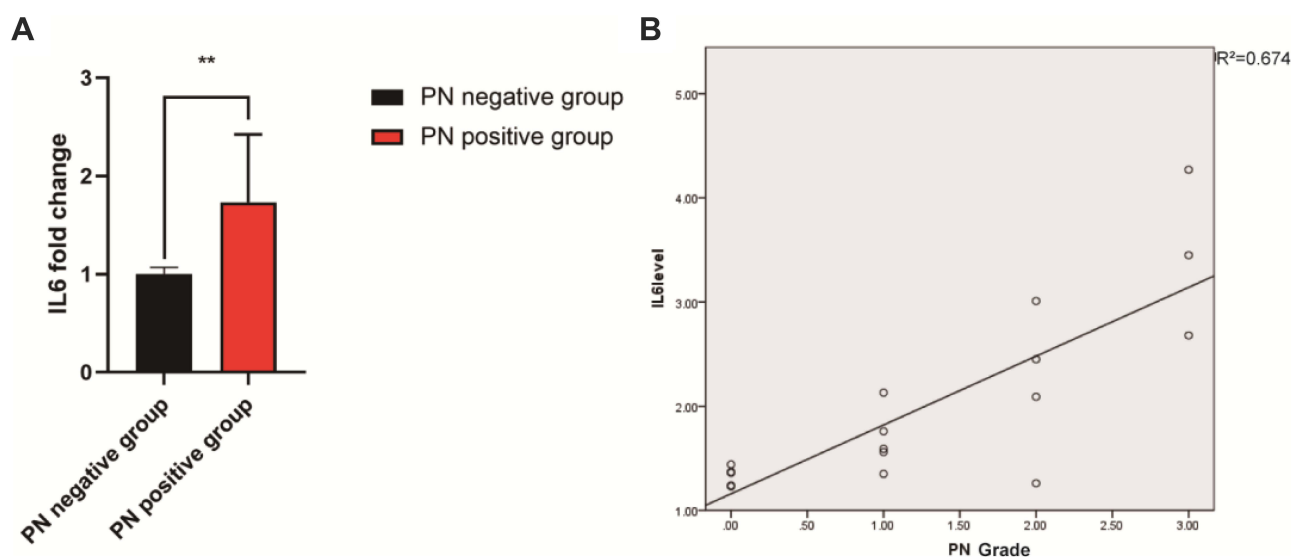 A
**
3
2
1
0
IL6 fold change
PN negative group
PN positive group
PN negative group
PN positive group
B
R²=0.674
5.00
4.00
3.00
2.00
1.00
IL6level
.00 .50 1.00 1.50 2.00 2.50 3.00
PN Grade